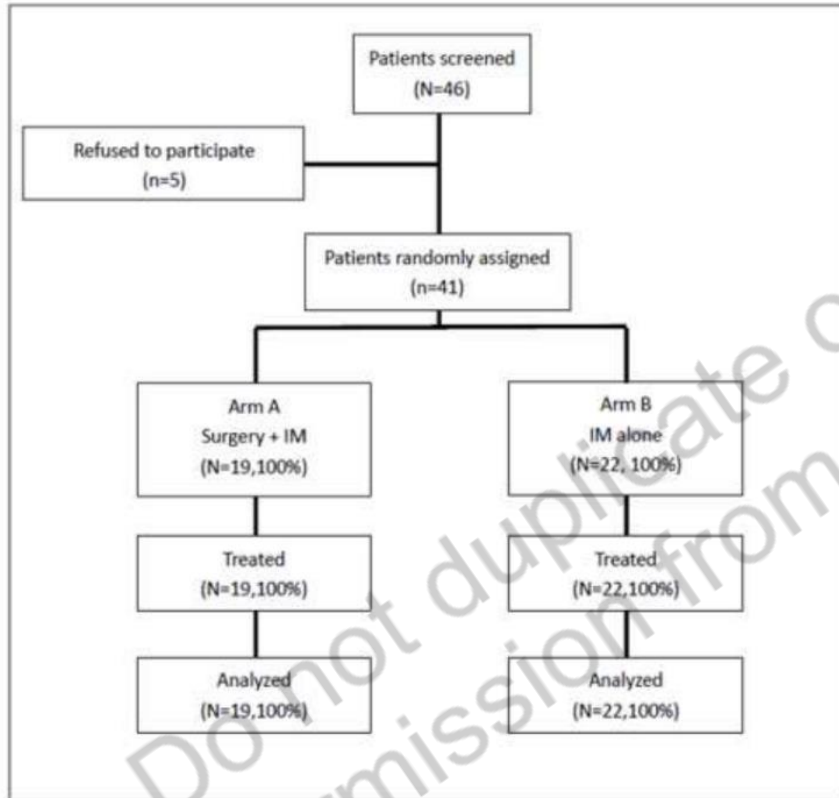 Patients screened
(N=46)
Refused to participate
(n=5)
Patients randomly assigned
(n=41)
Arm A
Surgery + IM
(N=19,100%)
Arm B
IM alone
(N=22, 100%)
Treated
(N=19,100%)
Treated
(N=22,100%)
Analyzed
(N=19,100%)
Analyzed
(N=22,100%)
Do not duplicate
from